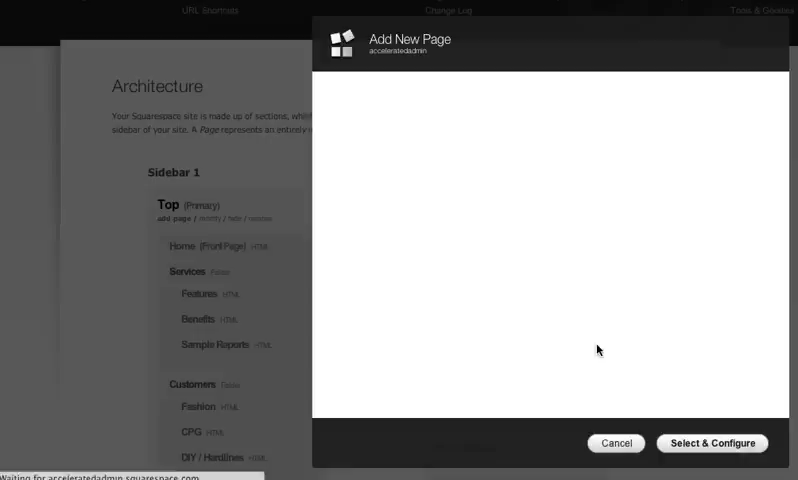 URL Shortcuts
Change Log
Tools & Goodies
Add New Page
acceleratedadmin
Architecture
Your Squarespace site is made up of sections, whi
sidebar of your site. A Page represents an entirely
Sidebar 1
Top (Primary)
add page / modify / hide / remove
Home (Front Page) HTML
Services Folder
Features HTML
Benefits HTML
Sample Reports HTML
Customers Folder
Fashion HTML
CPG HTML
DIY / Hardlines HTML
Cancel
Select & Configure
Waiting for acceleratedadmin.squarespace.com